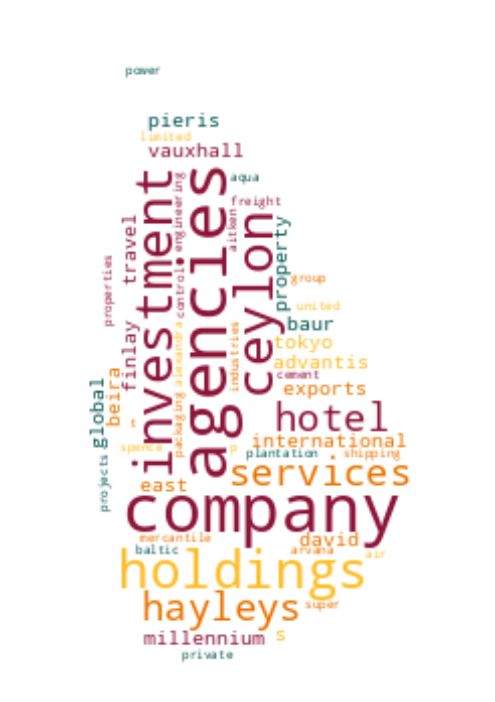 power
pieris
limited
vauxhall
investment
agencies
ceylon
engineering
controls
aqua
freight
aitken
travel
property
properties
group
united
baur
tokyo
advantis
cement
exports
finlay
alexandra
industries
packaging
beira
global
hotel
t
international
spence
p
plantation
shipping
services
east
projects
company
mercantile
david
baltic
arvana
air
holdings
hayleys
super
millennium
s
private